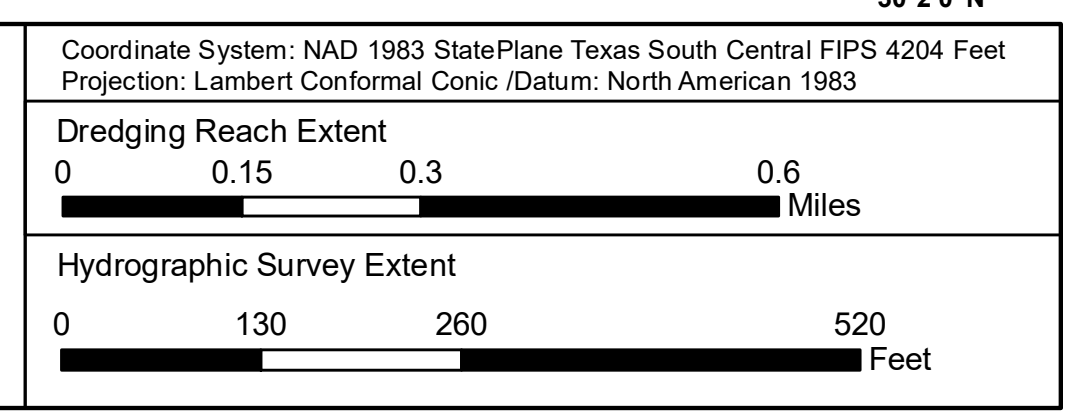 Coordinate System: NAD 1983 StatePlane Texas South Central FIPS 4204 Feet
Projection: Lambert Conformal Conic /Datum: North American 1983
Dredging Reach Extent
0 0.15 0.3 0.6
Miles
Hydrographic Survey Extent
0 130 260 520
Feet